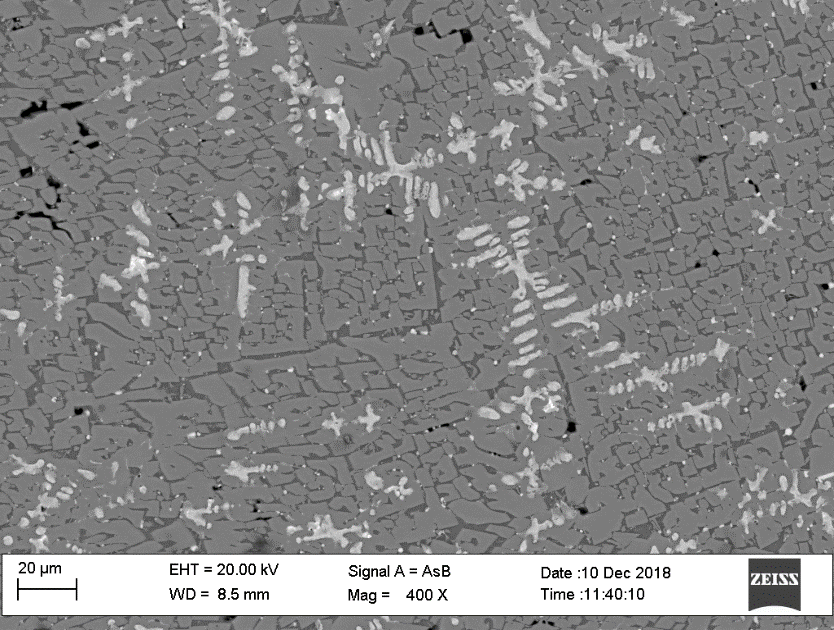 20 µm
EHT = 20.00 kV
Signal A = AsB
Date :10 Dec 2018
ZEISS
WD = 8.5 mm
Mag = 400 X
Time :11:40:10